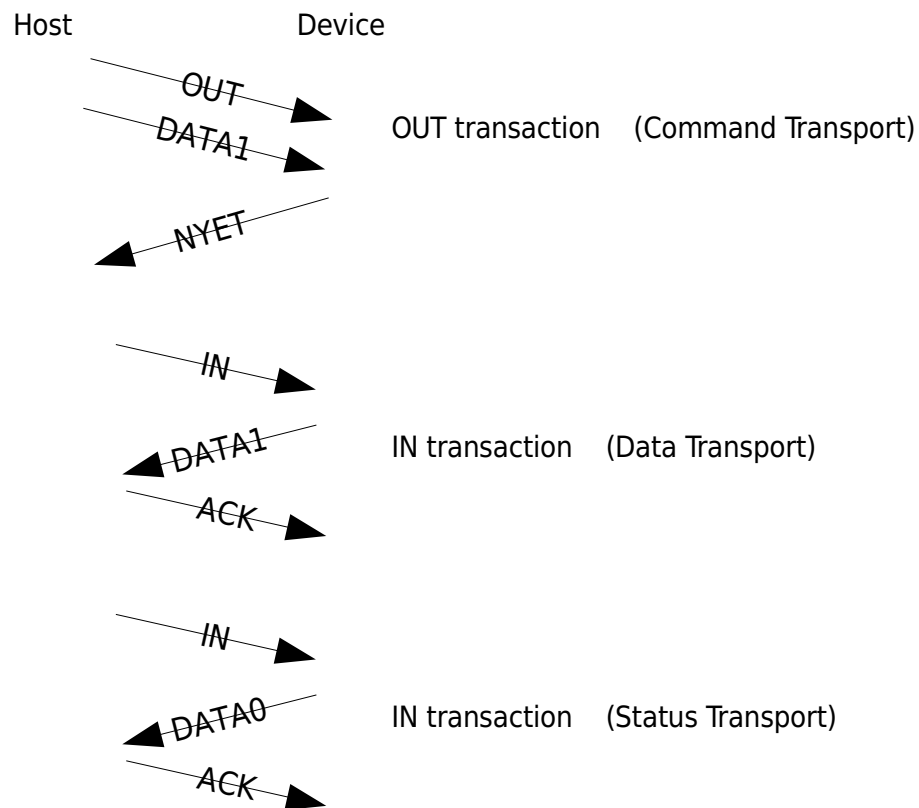 Host Device
OUT
DATA1
OUT transaction (Command Transport)
NYET
IN
DATA1
IN transaction (Data Transport)
ACK
IN
DATA0
IN transaction (Status Transport)
ACK